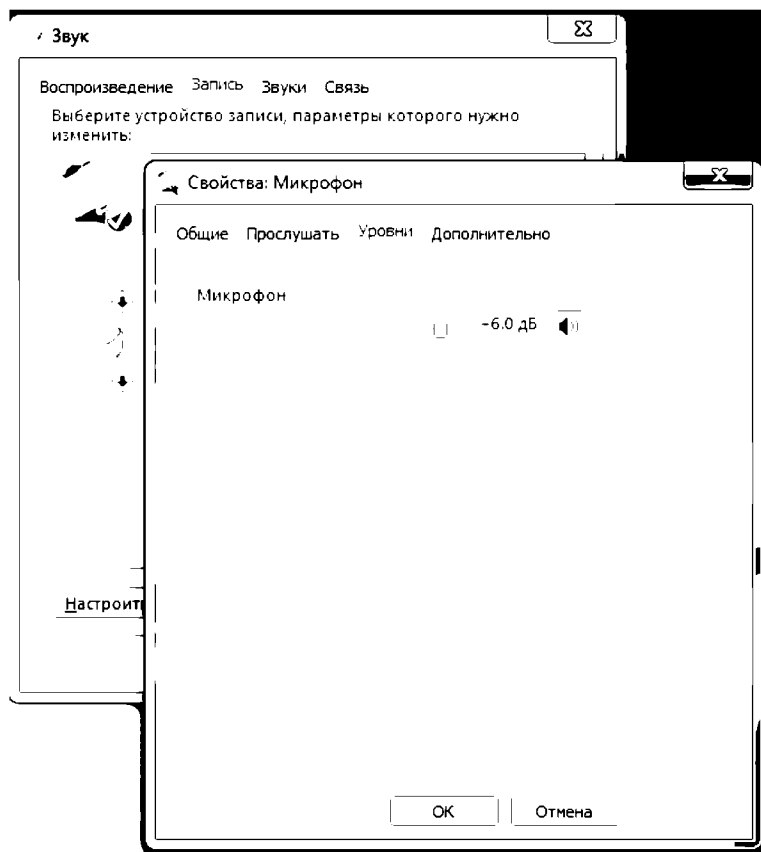 Звук
Воспроизведение Запись Звуки Связь
Выберите устройство записи, параметры которого нужно
изменить:
Свойства: Микрофон
Общие Прослушать Уровни Дополнительно
Микрофон
-6.0 дБ
Настроить
ОК Отмена